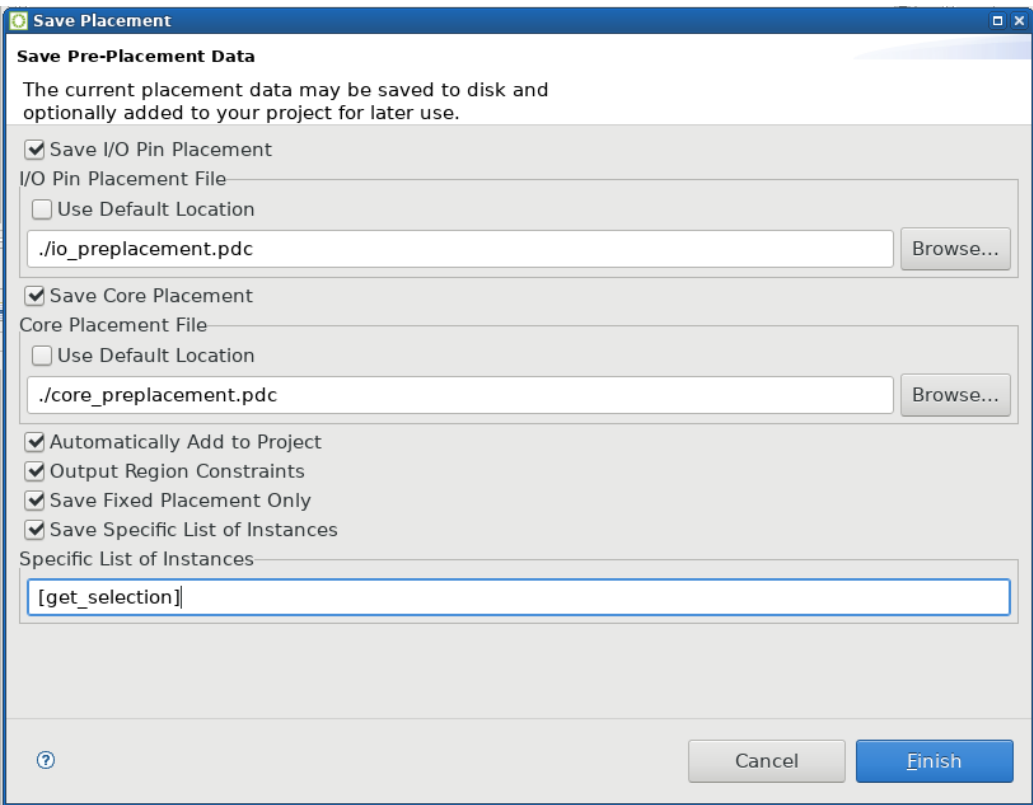 Save Placement
Save Pre-Placement Data
The current placement data may be saved to disk and
optionally added to your project for later use.
Save I/O Pin Placement
I/O Pin Placement File
Use Default Location
./io_preplacement.pdc
Browse...
Save Core Placement
Core Placement File
Use Default Location
./core_preplacement.pdc
Browse...
Automatically Add to Project
Output Region Constraints
Save Fixed Placement Only
Save Specific List of Instances
Specific List of Instances
[get_selection]
?
Cancel
Finish